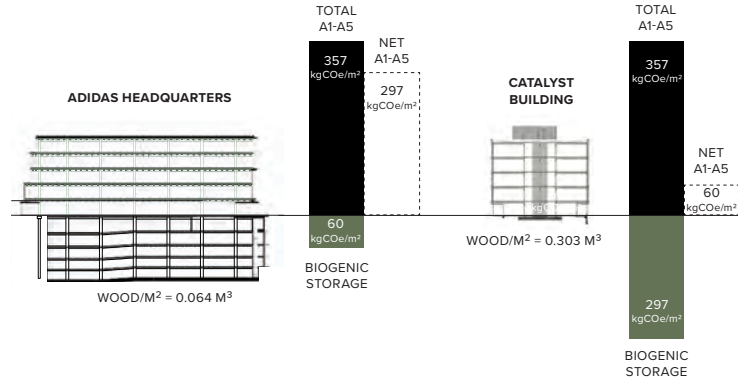 TOTAL
A1-A5
357
kgCOe/m²
NET
A1-A5
297
kgCOe/m²
ADIDAS HEADQUARTERS
60
kgCOe/m²
BIOGENIC
STORAGE
WOOD/M² = 0.064 M³
TOTAL
A1-A5
357
kgCOe/m²
CATALYST
BUILDING
NET
A1-A5
60
kgCOe/m²
WOOD/M² = 0.303 M³
297
kgCOe/m²
BIOGENIC
STORAGE